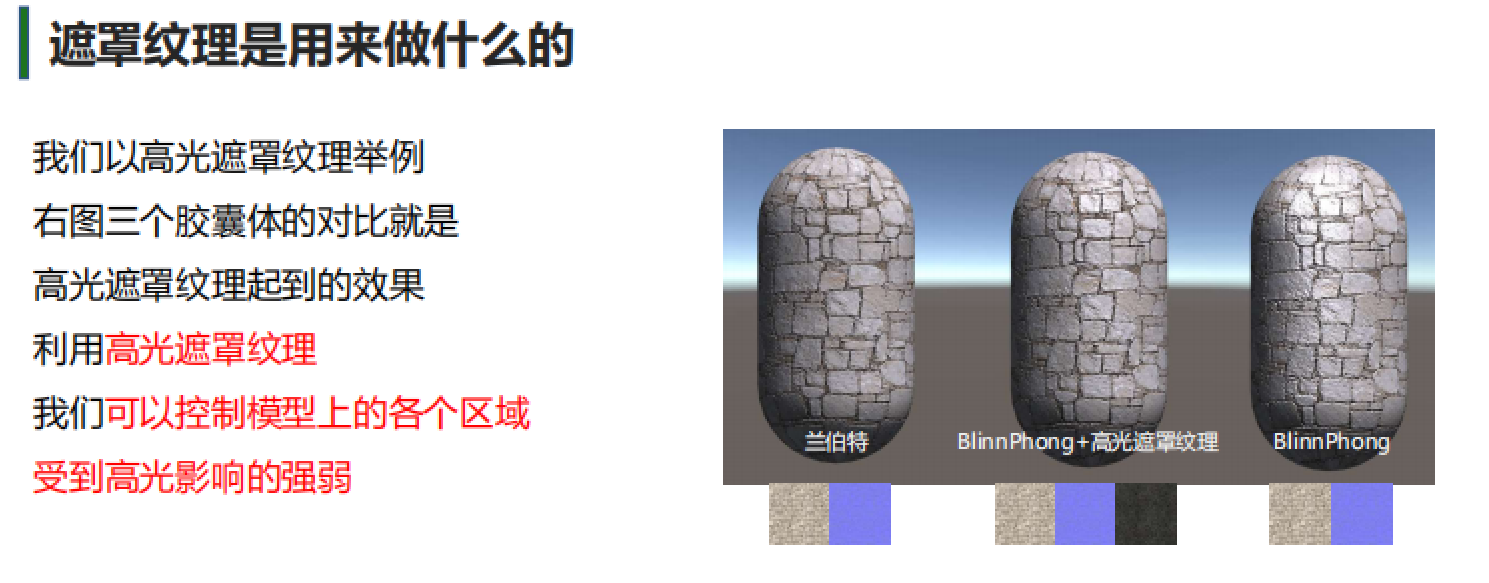 遮罩纹理是用来做什么的
我们以高光遮罩纹理举例
右图三个胶囊体的对比就是
高光遮罩纹理起到的效果
利用高光遮罩纹理
我们可以控制模型上的各个区域
受到高光影响的强弱
兰伯特
BlinnPhong+高光遮罩纹理
BlinnPhong